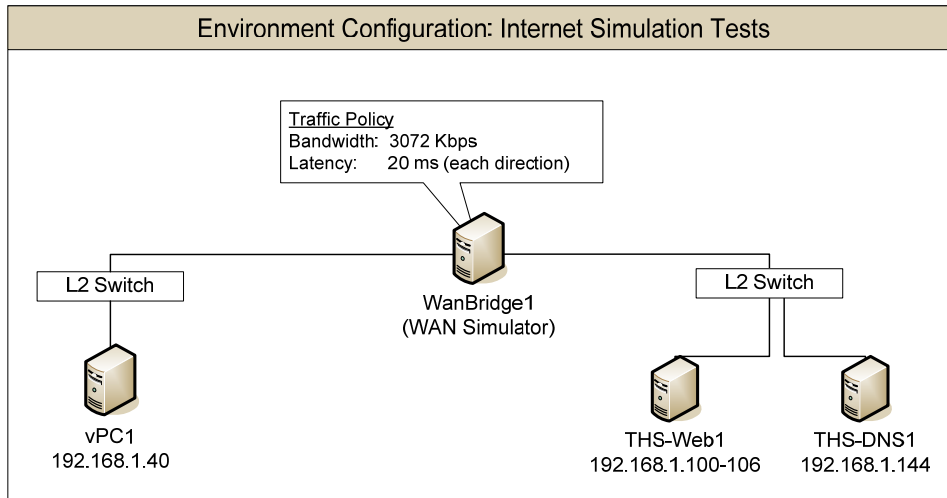 Environment Configuration: Internet Simulation Tests
Traffic Policy
Bandwidth: 3072 Kbps
Latency: 20 ms (each direction)
L2 Switch
L2 Switch
WanBridge1
(WAN Simulator)
vPC1
192.168.1.40
THS-Web1
192.168.1.100-106
THS-DNS1
192.168.1.144